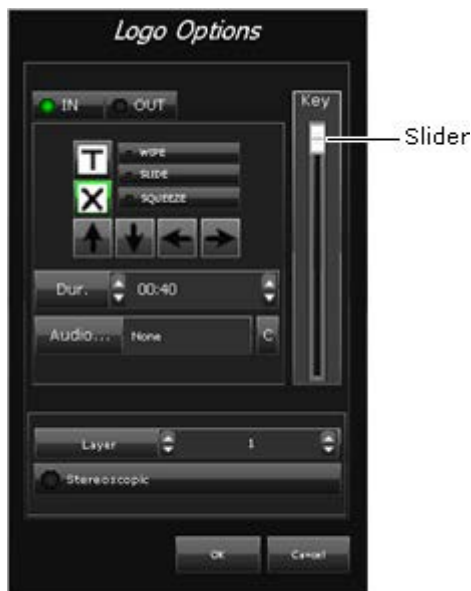 Logo Options
IN OUT
Key
Slider
T
WIPE
SLIDE
X
SQUEEZE
Dur. 00:40
Audio... None C
Layer 1
Stereoscopic
OK Cancel